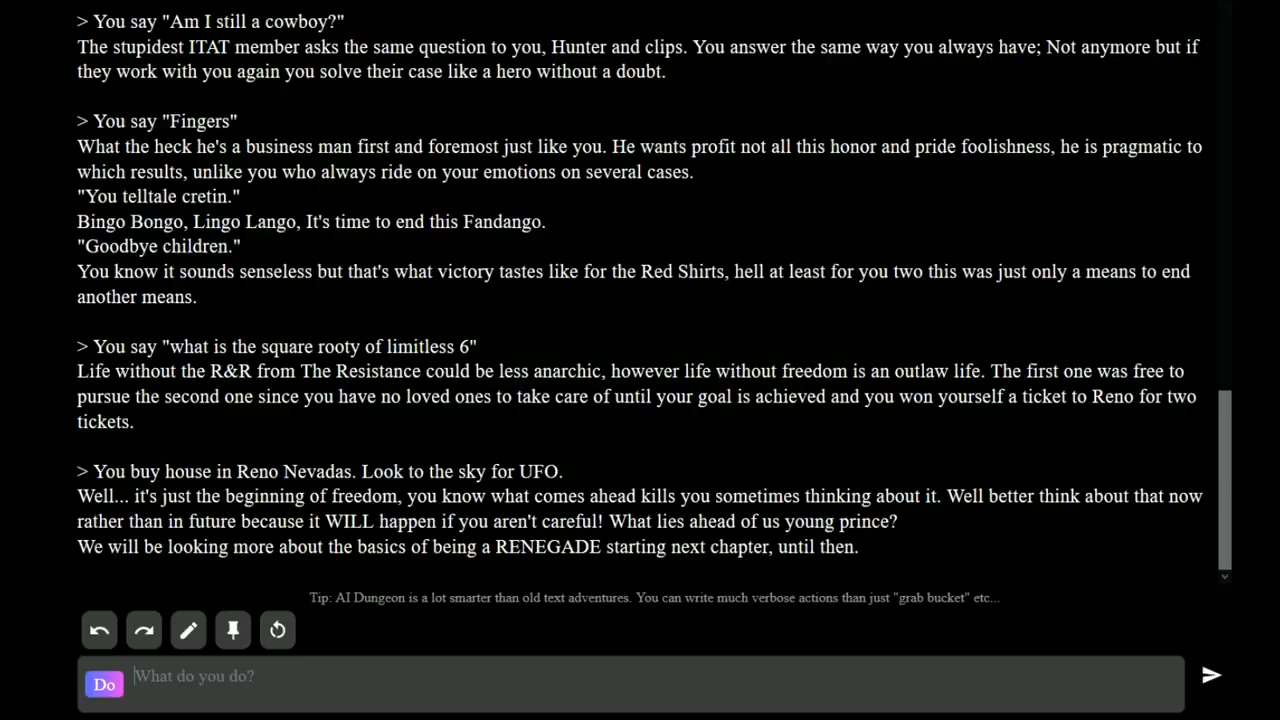 > You say "Am I still a cowboy?"
The stupidest ITAT member asks the same question to you, Hunter and clips. You answer the same way you always have; Not anymore but if
they work with you again you solve their case like a hero without a doubt.
> You say "Fingers"
What the heck he's a business man first and foremost just like you. He wants profit not all this honor and pride foolishness, he is pragmatic to
which results, unlike you who always ride on your emotions on several cases.
"You telltale cretin."
Bingo Bongo, Lingo Lango, It's time to end this Fandango.
"Goodbye children."
You know it sounds senseless but that's what victory tastes like for the Red Shirts, hell at least for you two this was just only a means to end
another means.
> You say "what is the square rooty of limitless 6"
Life without the R&R from The Resistance could be less anarchic, however life without freedom is an outlaw life. The first one was free to
pursue the second one since you have no loved ones to take care of until your goal is achieved and you won yourself a ticket to Reno for two
tickets.
> You buy house in Reno Nevadas. Look to the sky for UFO.
Well... it's just the beginning of freedom, you know what comes ahead kills you sometimes thinking about it. Well better think about that now
rather than in future because it WILL happen if you aren't careful! What lies ahead of us young prince?
We will be looking more about the basics of being a RENEGADE starting next chapter, until then.
Tip: AI Dungeon is a lot smarter than old text adventures. You can write much verbose actions than just "grab bucket" etc...
Do What do you do?